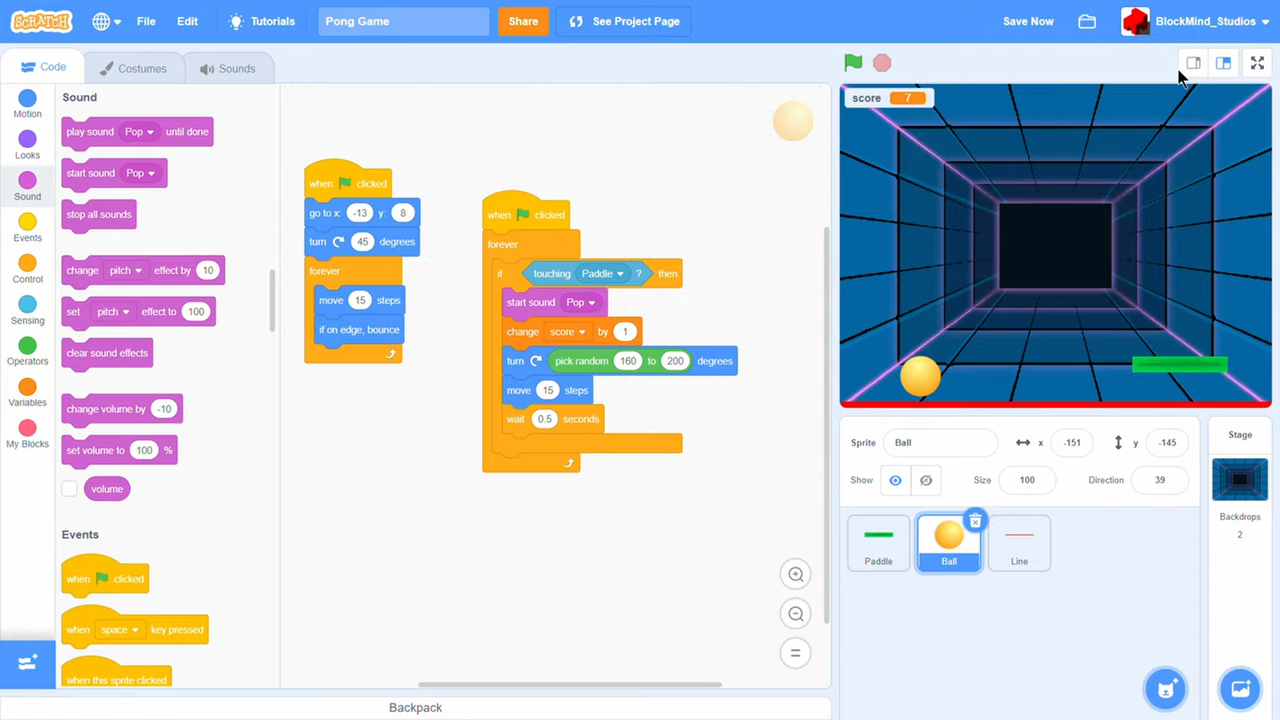 SCRATCH File Edit Tutorials Pong Game Share See Project Page Save Now BlockMind_Studios
Code Costumes Sounds
Motion
Looks
Sound
Events
Control
Sensing
Operators
Variables
My Blocks
Sound
play sound Pop until done
start sound Pop
stop all sounds
change pitch effect by 10
set pitch effect to 100
clear sound effects
change volume by -10
set volume to 100 %
volume
Events
when clicked
when space key pressed
when this sprite clicked
when clicked
go to x: -13 y: 8
turn 45 degrees
forever
move 15 steps
if on edge, bounce
when clicked
forever
if touching Paddle ? then
start sound Pop
change score by 1
turn pick random 160 to 200 degrees
move 15 steps
wait 0.5 seconds
score 7
Sprite Ball x -151 y -145
Show Size 100 Direction 39
Paddle
Ball
Line
Stage
Backdrops
2
Backpack